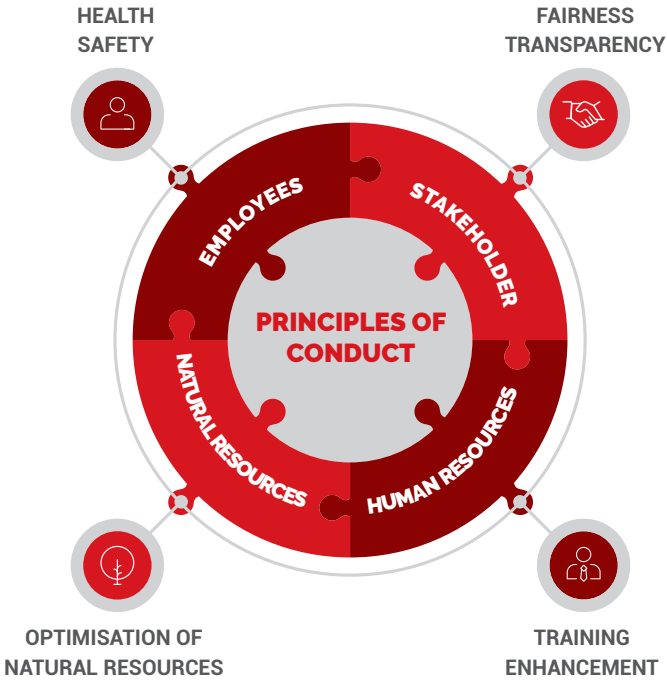 HEALTH
SAFETY
FAIRNESS
TRANSPARENCY
EMPLOYEES
STAKEHOLDER
PRINCIPLES OF
CONDUCT
NATURAL RESOURCES
HUMAN RESOURCES
OPTIMISATION OF
NATURAL RESOURCES
TRAINING
ENHANCEMENT